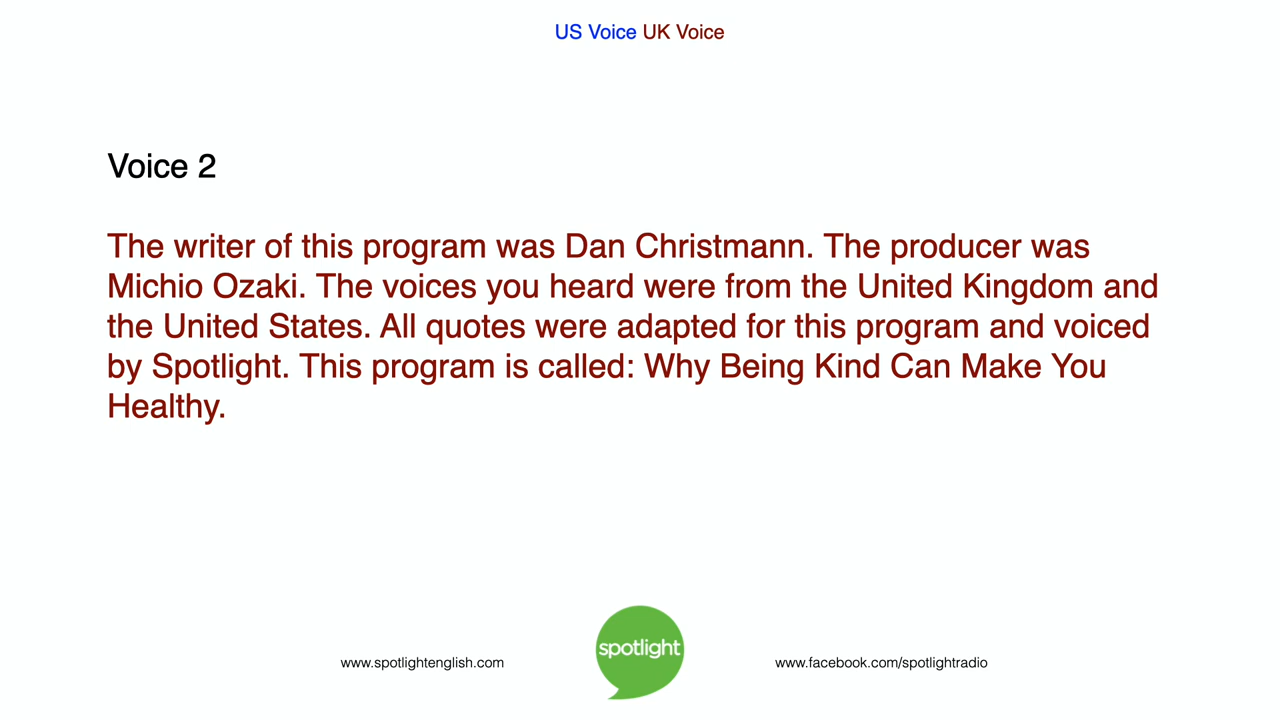 US Voice UK Voice
Voice 2
The writer of this program was Dan Christmann. The producer was
Michio Ozaki. The voices you heard were from the United Kingdom and
the United States. All quotes were adapted for this program and voiced
by Spotlight. This program is called: Why Being Kind Can Make You
Healthy.
www.spotlightenglish.com
spotlight
www.facebook.com/spotlightradio